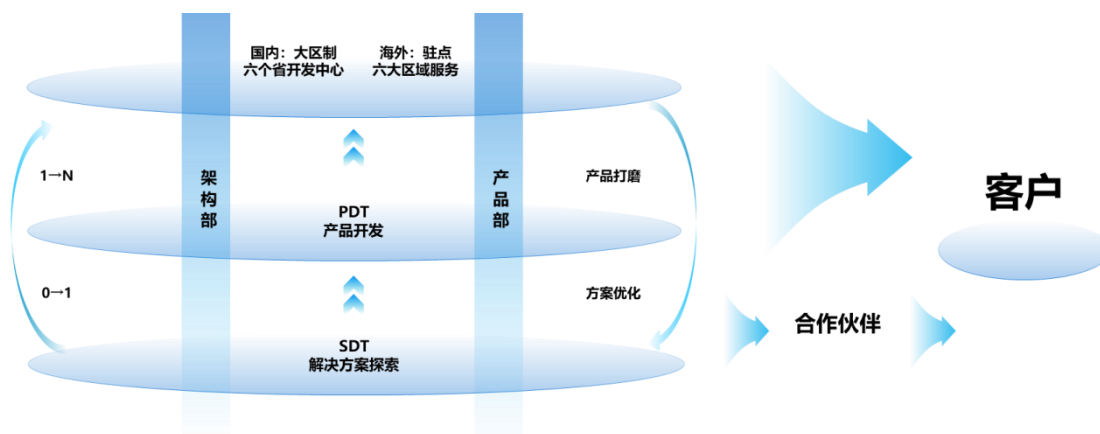 国内：大区制
六个省开发中心
海外：驻点
六大区域服务
1→N
架构部
产品部
产品打磨
PDT
产品开发
0→1
方案优化
SDT
解决方案探索
客户
合作伙伴